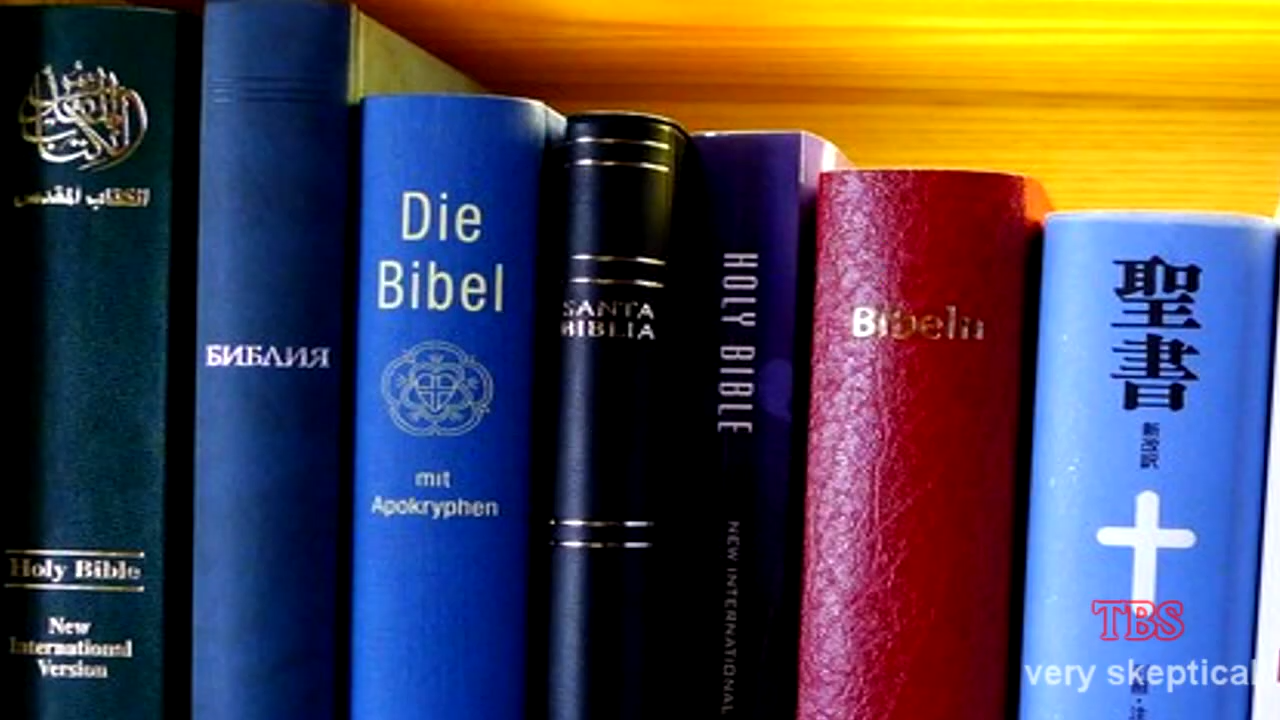 الكتاب المقدس
Holy Bible
New
International
Version
БИБЛИЯ
Die
Bibel
mit
Apokryphen
SANTA
BIBLIA
HOLY BIBLE
NEW INTERNATIONAL
Bibeln
聖書
新改訳
TBS
very skeptical